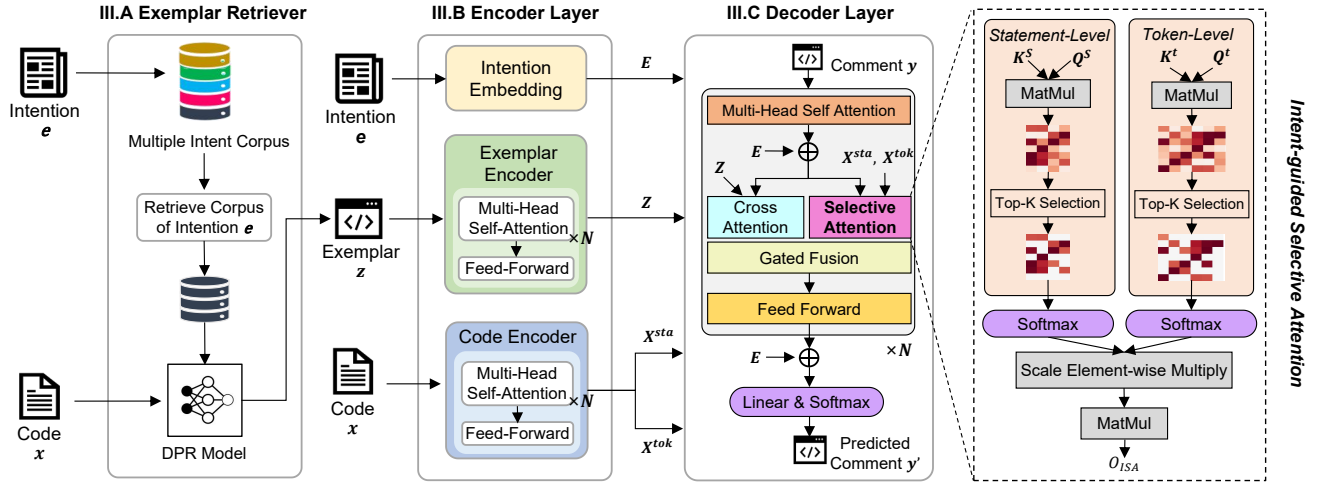 III.A Exemplar Retriever
Intention
e
Multiple Intent Corpus
Retrieve Corpus
of Intention e
Code
x
DPR Model
III.B Encoder Layer
Intention
e
Intention
Embedding
E
Exemplar
z
Exemplar
Encoder
Multi-Head
Self-Attention
×N
Feed-Forward
Z
Code
x
Code Encoder
Multi-Head
Self-Attention
×N
Feed-Forward
X^sta
X^tok
III.C Decoder Layer
Comment y
Multi-Head Self Attention
E
Z
X^sta, X^tok
Cross
Attention
Selective
Attention
Gated Fusion
Feed Forward
×N
E
Linear & Softmax
Predicted
Comment y'
Statement-Level
K^S Q^S
MatMul
Top-K Selection
Softmax
Token-Level
K^t Q^t
MatMul
Top-K Selection
Softmax
Scale Element-wise Multiply
MatMul
O_ISA
Intent-guided Selective Attention